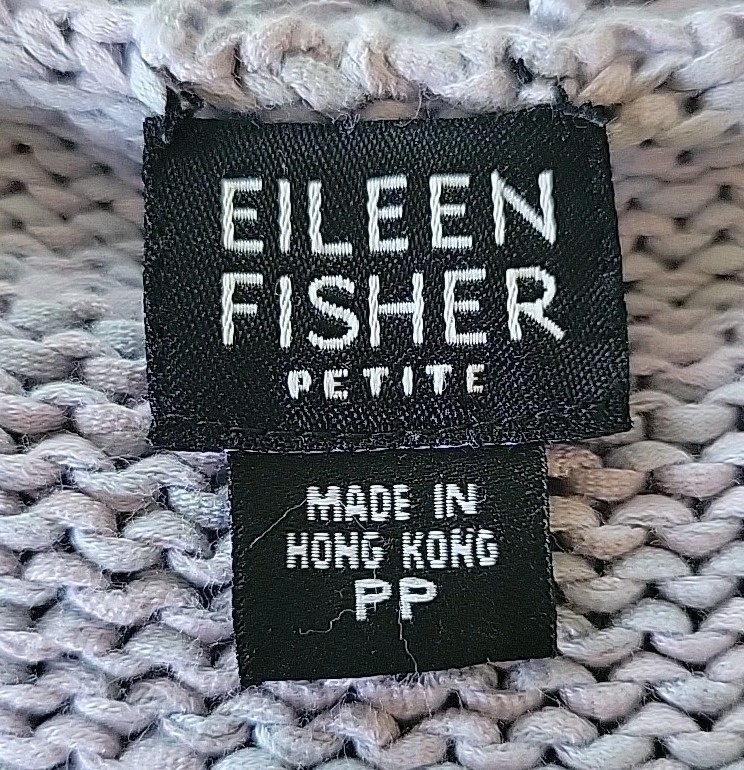 EILEEN
FISHER
PETITE
MADE IN
HONG KONG
PP